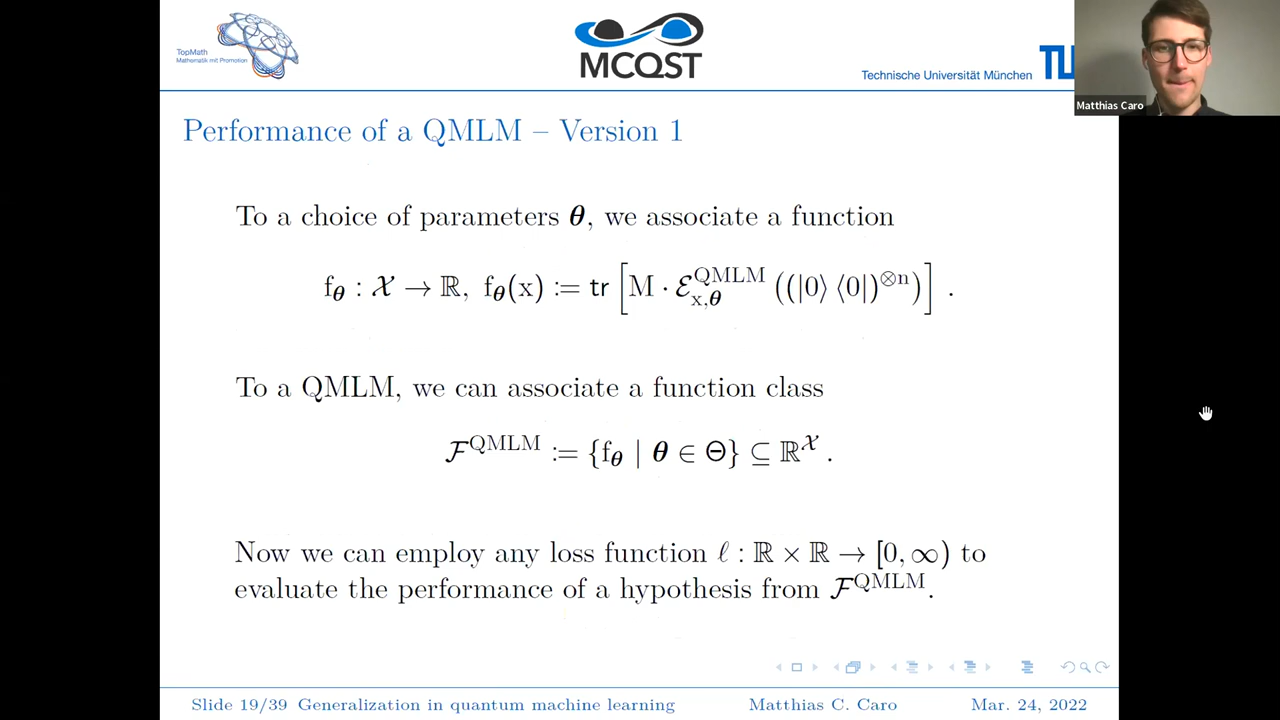 TopMath
Mathematik mit Promotion
MCQST
Technische Universität München
TU
Matthias Caro
Performance of a QMLM – Version 1
To a choice of parameters θ, we associate a function
f_θ : 𝒳 → ℝ, f_θ(x) := tr [M · ℰ^QMLM_x,θ ((|0⟩ ⟨0|)^⊗n)] .
To a QMLM, we can associate a function class
ℱ^QMLM := {f_θ | θ ∈ Θ} ⊆ ℝ^𝒳 .
Now we can employ any loss function ℓ : ℝ × ℝ → [0, ∞) to
evaluate the performance of a hypothesis from ℱ^QMLM.
Slide 19/39 Generalization in quantum machine learning Matthias C. Caro Mar. 24, 2022